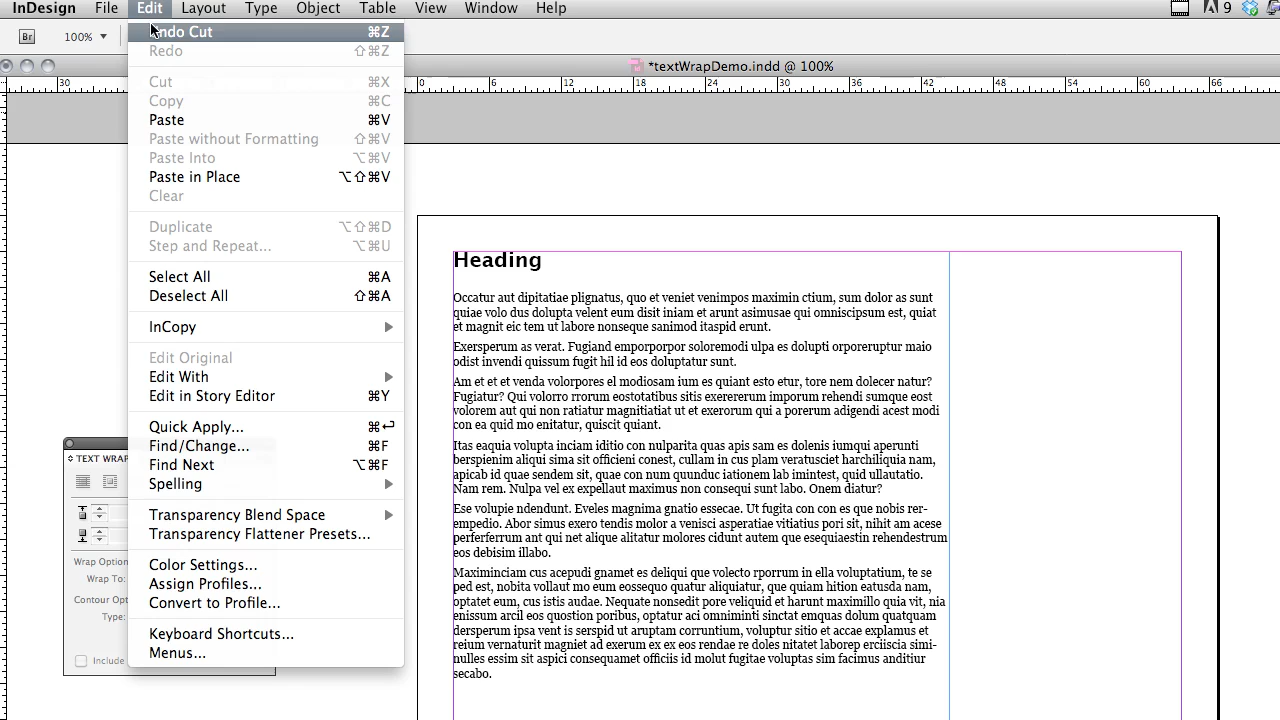 InDesign File Edit Layout Type Object Table View Window Help 9
Br 100%
Undo Cut ⌘Z
Redo ⇧⌘Z
*textWrapDemo.indd @ 100%
30 0 6 12 18 24 30 36 42 48 54 60 66
Cut ⌘X
Copy ⌘C
Paste ⌘V
Paste without Formatting ⇧⌘V
Paste Into ⌥⌘V
Paste in Place ⌥⇧⌘V
Clear
Duplicate ⌥⇧⌘D
Step and Repeat... ⌥⌘U
Select All ⌘A
Deselect All ⇧⌘A
InCopy
Edit Original
Edit With
Edit in Story Editor ⌘Y
Quick Apply... ⌘↩
Find/Change... ⌘F
Find Next ⌥⌘F
Spelling
Transparency Blend Space
Transparency Flattener Presets...
Color Settings...
Assign Profiles...
Convert to Profile...
Keyboard Shortcuts...
Menus...
TEXT WRAP
Wrap Option
Wrap To:
Contour Opt
Type:
Include
Heading
Occatur aut dipitatiae plignatus, quo et veniet venimpos maximin ctium, sum dolor as sunt
quiae volo dus dolupta velent eum disit iniam et arunt asimusae qui omniscipsum est, quiat
et magnit eic tem ut labore nonseque sanimod itaspid erunt.
Exersperum as verat. Fugiand emporporpor soloremodi ulpa es dolupti orporeruptur maio
odist invendi quissum fugit hil id eos doluptatur sunt.
Am et et et venda volorpores el modiosam ium es quiant esto etur, tore nem dolecer natur?
Fugiatur? Qui volorro rrorum eostotatibus sitis exerererum imporum rehendi sumque eost
volorem aut qui non ratiatur magnitiatiat ut et exerorum qui a porerum adigendi acest modi
con ea quid mo enitatur, quiscit quiant.
Itas eaquia volupta inciam iditio con nulparita quas apis sam es dolenis iumqui aperunti
berspienim aliqui sima sit officieni conest, cullam in cus plam veratusciet harchiliquia nam,
apicab id quae sendem sit, quae con num quunduc iationem lab imintest, quid ullautatio.
Nam rem. Nulpa vel ex expellaut maximus non consequi sunt labo. Onem diatur?
Ese volupie ndendunt. Eveles magnima gnatio essecae. Ut fugita con con es que nobis rer-
empedio. Abor simus exero tendis molor a venisci asperatiae vitiatius pori sit, nihit am acese
perferferrum ant qui net alique alitatur molores cidunt autem que esequiaestin rehendestrum
eos debisim illabo.
Maximinciam cus acepudi gnamet es deliqui que volecto rporrum in ella voluptatium, te se
ped est, nobita vollaut mo eum eossequo quatur aliquiatur, que quiam hition eatusda nam,
optatet eum, cus istis audae. Nequate nonsedit pore veliquid et harunt maximillo quia vit, nia
enissum arcil eos quostion poribus, optatur aci omniminti sinctat emquas dolum quatquam
dersperum ipsa vent is serspid ut aruptam corruntium, voluptur sitio et accae explamus et
reium vernaturit magniet ad exerum ex ex eos rendae re doles nitatet laborep erciiscia simi-
nulles essim sit aspici consequamet officiis id molut fugitae voluptas sim facimus anditiur
secabo.